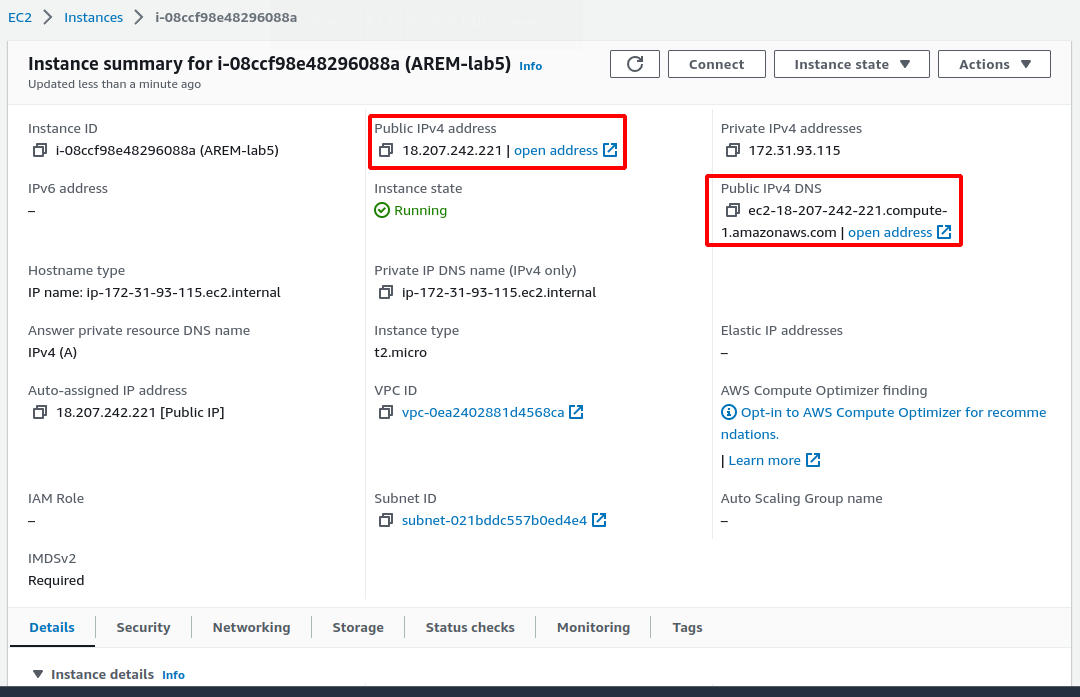 EC2 > Instances > i-08ccf98e48296088a
Instance summary for i-08ccf98e48296088a (AREM-lab5) Info
Updated less than a minute ago
Connect
Instance state
Actions
Instance ID
i-08ccf98e48296088a (AREM-lab5)
Public IPv4 address
18.207.242.221 | open address
Private IPv4 addresses
172.31.93.115
IPv6 address
–
Instance state
Running
Public IPv4 DNS
ec2-18-207-242-221.compute-
1.amazonaws.com | open address
Hostname type
IP name: ip-172-31-93-115.ec2.internal
Private IP DNS name (IPv4 only)
ip-172-31-93-115.ec2.internal
Answer private resource DNS name
IPv4 (A)
Instance type
t2.micro
Elastic IP addresses
–
Auto-assigned IP address
18.207.242.221 [Public IP]
VPC ID
vpc-0ea2402881d4568ca
AWS Compute Optimizer finding
Opt-in to AWS Compute Optimizer for recomme
ndations.
| Learn more
IAM Role
–
Subnet ID
subnet-021bddc557b0ed4e4
Auto Scaling Group name
–
IMDSv2
Required
Details
Security
Networking
Storage
Status checks
Monitoring
Tags
Instance details Info